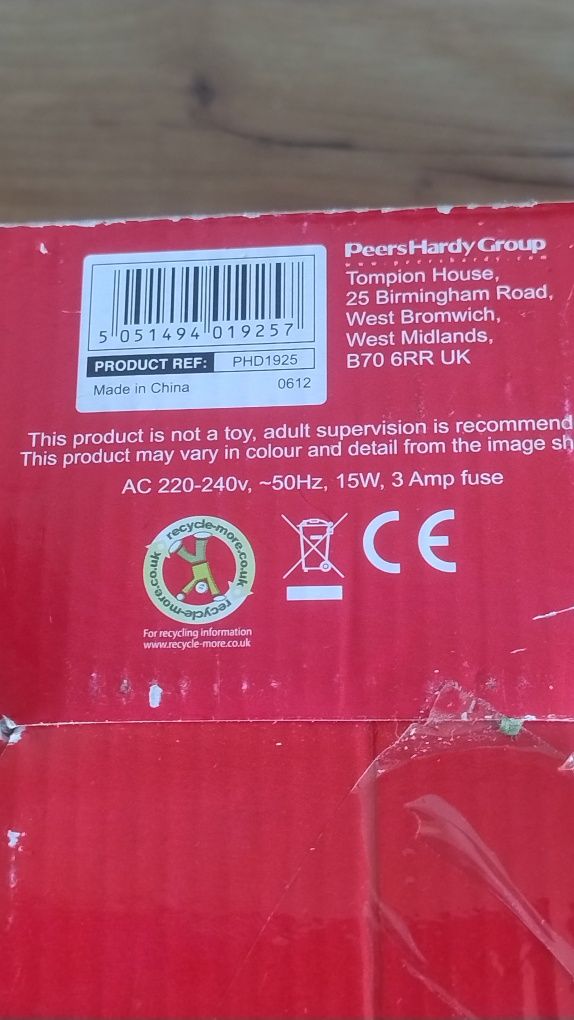 5 051494 019257
PRODUCT REF: PHD1925
Made in China 0612
PeersHardy Group
www.peershardy.com
Tompion House,
25 Birmingham Road,
West Bromwich,
West Midlands,
B70 6RR UK
This product is not a toy, adult supervision is recommend
This product may vary in colour and detail from the image sh
AC 220-240v, ~50Hz, 15W, 3 Amp fuse
recycle-more.co.uk
recycle-more.co.uk
CE
For recycling information
www.recycle-more.co.uk